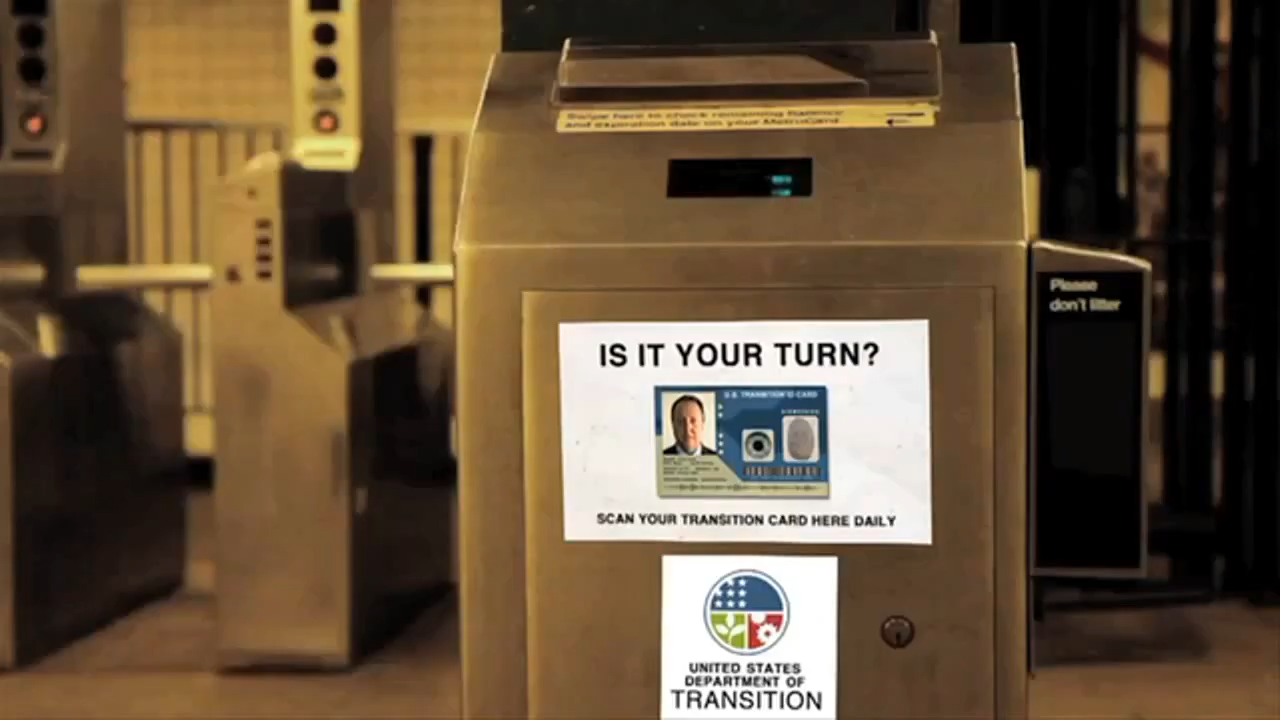 Swipe here to check remaining balance
and expiration date on your MetroCard
Please
don't litter
IS IT YOUR TURN?
U.S. TRANSITION ID CARD
SCAN YOUR TRANSITION CARD HERE DAILY
UNITED STATES
DEPARTMENT OF
TRANSITION